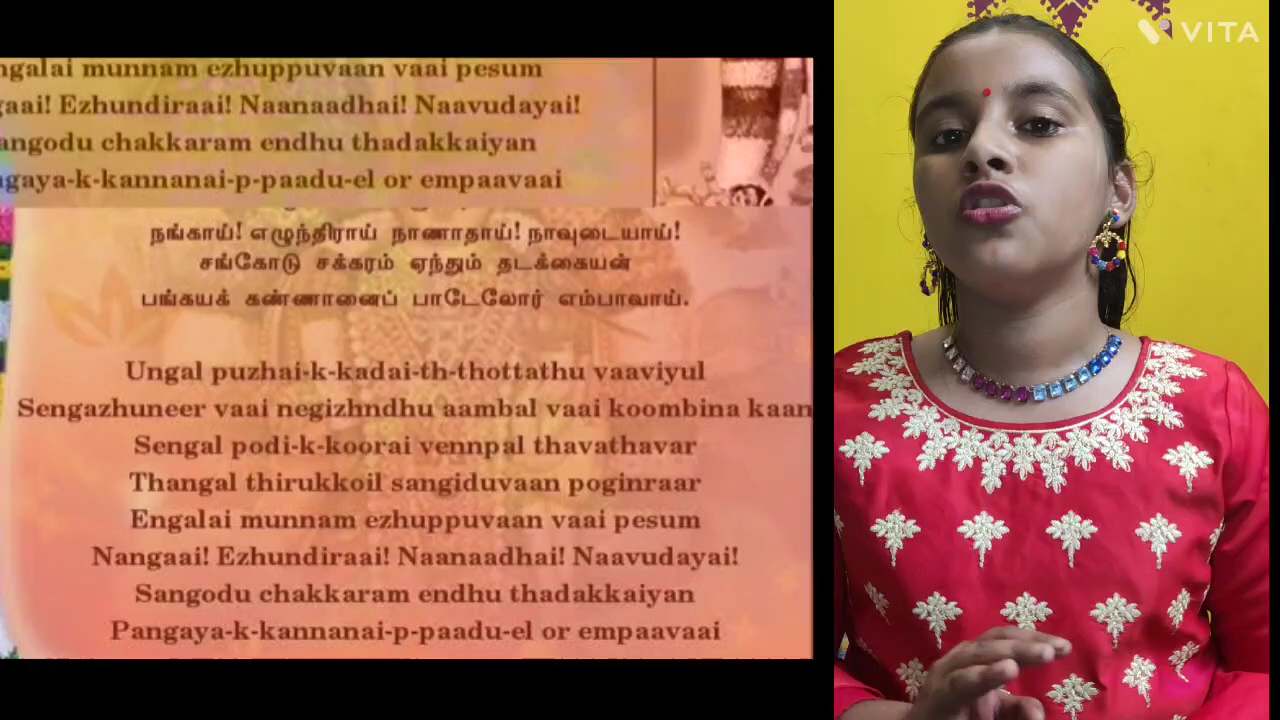 ngalai munnam ezhuppuvaan vaai pesum
gaai! Ezhundiraai! Naanaadhai! Naavudayai!
angodu chakkaram endhu thadakkaiyan
ngaya-k-kannanai-p-paadu-el or empaavaai
நங்காய்! எழுந்திராய் நாணாதாய்! நாவுடையாய்!
சங்கோடு சக்கரம் ஏந்தும் தடக்கையன்
பங்கயக் கண்ணானைப் பாடேலோர் எம்பாவாய்.
Ungal puzhai-k-kadai-th-thottathu vaaviyul
Sengazhuneer vaai negizhndhu aambal vaai koombina kaan
Sengal podi-k-koorai vennpal thavathavar
Thangal thirukkoil sangiduvaan poginraar
Engalai munnam ezhuppuvaan vaai pesum
Nangaai! Ezhundiraai! Naanaadhai! Naavudayai!
Sangodu chakkaram endhu thadakkaiyan
Pangaya-k-kannanai-p-paadu-el or empaavaai
VITA